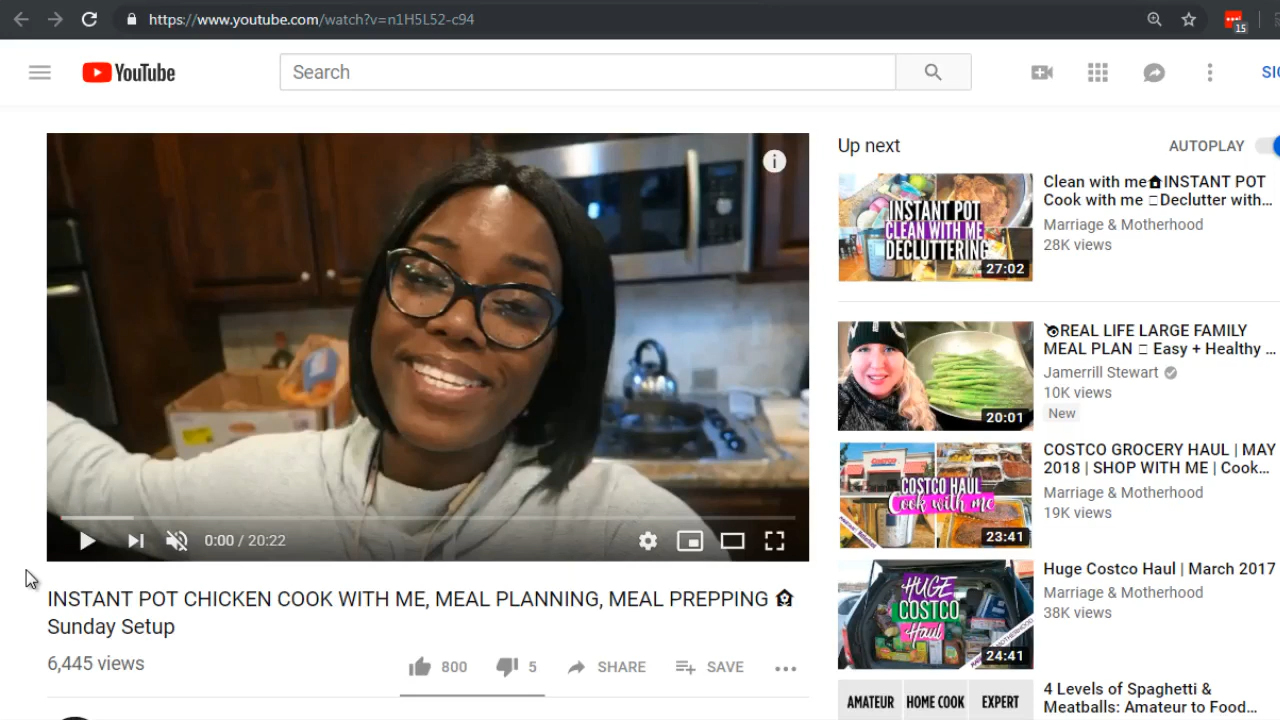 https://www.youtube.com/watch?v=n1H5L52-c94
15
YouTube
Search
SIG
INSTANT POT CHICKEN COOK WITH ME, MEAL PLANNING, MEAL PREPPING
Sunday Setup
0:00 / 20:22
6,445 views
800
5
SHARE
SAVE
Up next
AUTOPLAY
INSTANT POT
CLEAN WITH ME
DECLUTTERING
27:02
Clean with me INSTANT POT
Cook with me Declutter with...
Marriage & Motherhood
28K views
20:01
REAL LIFE LARGE FAMILY
MEAL PLAN Easy + Healthy ...
Jamerrill Stewart
10K views
New
COSTCO HAUL
Cook with me
23:41
COSTCO GROCERY HAUL | MAY
2018 | SHOP WITH ME | Cook...
Marriage & Motherhood
19K views
HUGE
COSTCO
Haul
24:41
Huge Costco Haul | March 2017
Marriage & Motherhood
38K views
AMATEUR
HOME COOK
EXPERT
4 Levels of Spaghetti &
Meatballs: Amateur to Food...